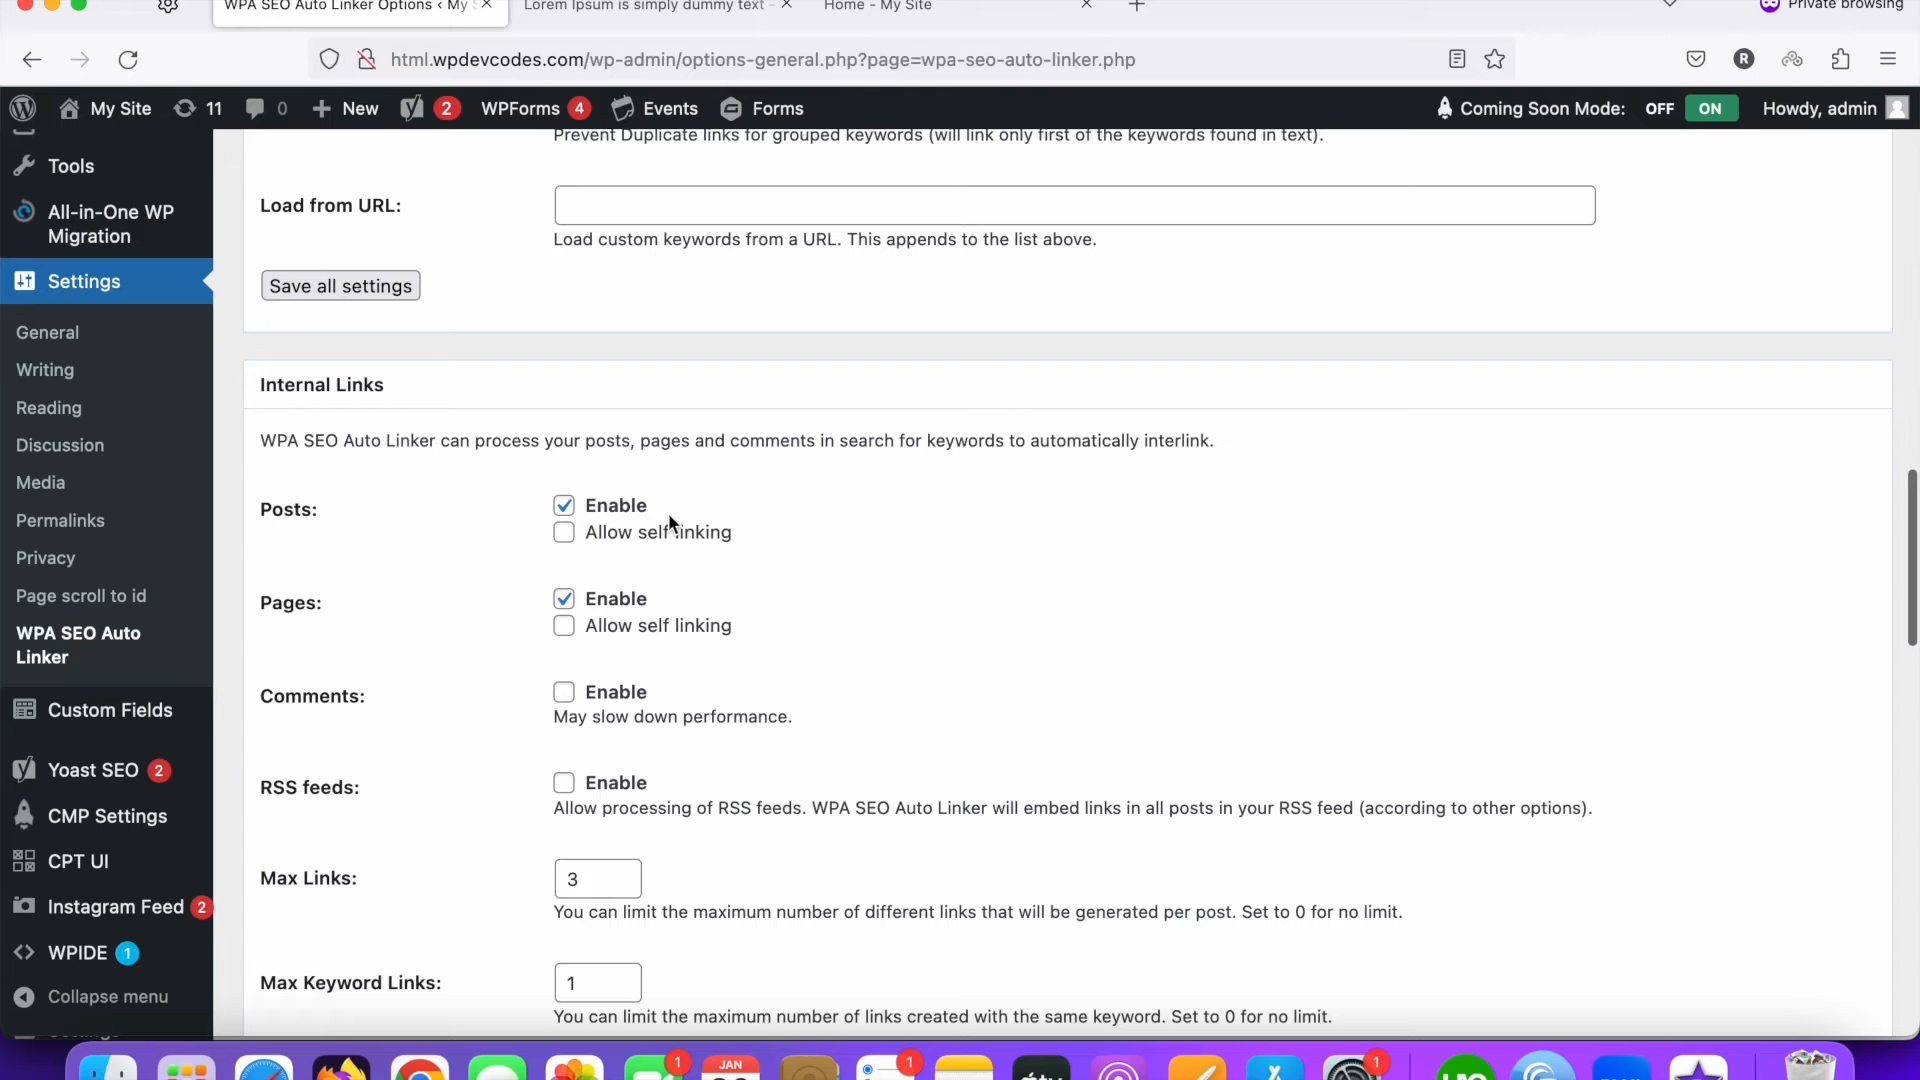 WPA SEO Auto Linker Options ‹ My S
Lorem Ipsum is simply dummy text -
Home - My Site
Private browsing
html.wpdevcodes.com/wp-admin/options-general.php?page=wpa-seo-auto-linker.php
R
My Site
11
0
New
2
WPForms 4
Events
Forms
Coming Soon Mode: OFF ON
Howdy, admin
Tools
All-in-One WP
Migration
Settings
General
Writing
Reading
Discussion
Media
Permalinks
Privacy
Page scroll to id
WPA SEO Auto
Linker
Custom Fields
Yoast SEO 2
CMP Settings
CPT UI
Instagram Feed 2
WPIDE 1
Collapse menu
Prevent Duplicate links for grouped keywords (will link only first of the keywords found in text).
Load from URL:
Load custom keywords from a URL. This appends to the list above.
Save all settings
Internal Links
WPA SEO Auto Linker can process your posts, pages and comments in search for keywords to automatically interlink.
Posts:
Enable
Allow self linking
Pages:
Enable
Allow self linking
Comments:
Enable
May slow down performance.
RSS feeds:
Enable
Allow processing of RSS feeds. WPA SEO Auto Linker will embed links in all posts in your RSS feed (according to other options).
Max Links:
3
You can limit the maximum number of different links that will be generated per post. Set to 0 for no limit.
Max Keyword Links:
1
You can limit the maximum number of links created with the same keyword. Set to 0 for no limit.
1
JAN
1
1